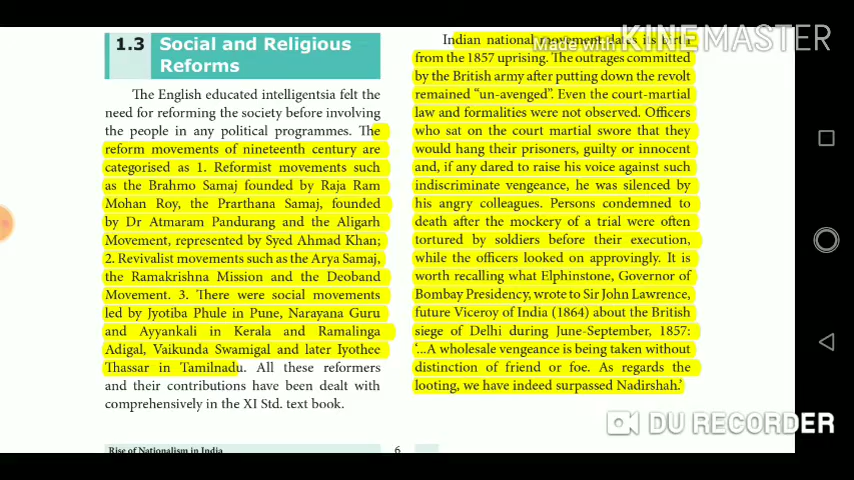 1.3 Social and Religious
Reforms
The English educated intelligentsia felt the
need for reforming the society before involving
the people in any political programmes. The
reform movements of nineteenth century are
categorised as 1. Reformist movements such
as the Brahmo Samaj founded by Raja Ram
Mohan Roy, the Prarthana Samaj, founded
by Dr Atmaram Pandurang and the Aligarh
Movement, represented by Syed Ahmad Khan;
2. Revivalist movements such as the Arya Samaj,
the Ramakrishna Mission and the Deoband
Movement. 3. There were social movements
led by Jyotiba Phule in Pune, Narayana Guru
and Ayyankali in Kerala and Ramalinga
Adigal, Vaikunda Swamigal and later Iyothee
Thassar in Tamilnadu. All these reformers
and their contributions have been dealt with
comprehensively in the XI Std. text book.
Indian national movement dates its birth
from the 1857 uprising. The outrages committed
by the British army after putting down the revolt
remained “un-avenged”. Even the court-martial
law and formalities were not observed. Officers
who sat on the court martial swore that they
would hang their prisoners, guilty or innocent
and, if any dared to raise his voice against such
indiscriminate vengeance, he was silenced by
his angry colleagues. Persons condemned to
death after the mockery of a trial were often
tortured by soldiers before their execution,
while the officers looked on approvingly. It is
worth recalling what Elphinstone, Governor of
Bombay Presidency, wrote to Sir John Lawrence,
future Viceroy of India (1864) about the British
siege of Delhi during June-September, 1857:
‘...A wholesale vengeance is being taken without
distinction of friend or foe. As regards the
looting, we have indeed surpassed Nadirshah.’
Rise of Nationalism in India
6
Made with KINEMASTER
DU RECORDER